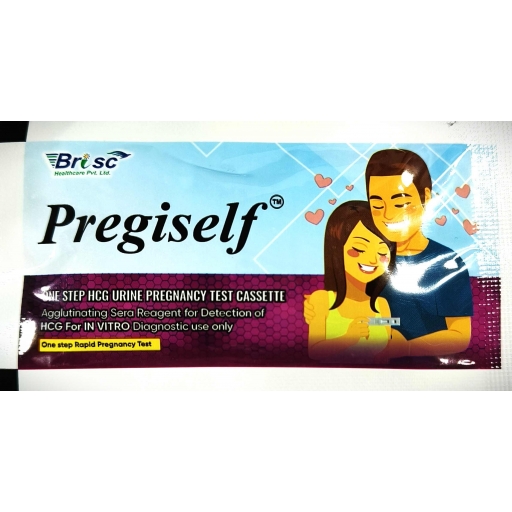 Brisc
Healthcare Pvt. Ltd.
Pregiself™
ONE STEP HCG URINE PREGNANCY TEST CASSETTE
Agglutinating Sera Reagent for Detection of
HCG For IN VITRO Diagnostic use only
One step Rapid Pregnancy Test